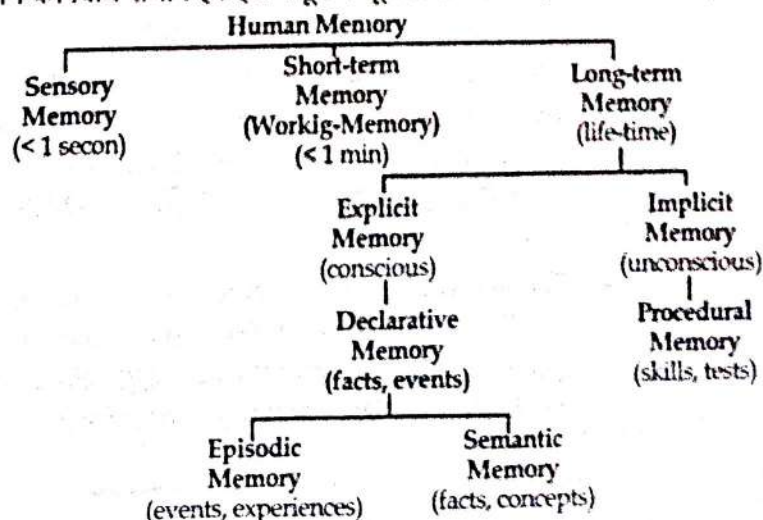 Human Memory
Sensory
Memory
(< 1 secon)
Short-term
Memory
(Workig-Memory)
(< 1 min)
Long-term
Memory
(life-time)
Explicit
Memory
(conscious)
Implicit
Memory
(unconscious)
Declarative
Memory
(facts, events)
Procedural
Memory
(skills, tests)
Episodic
Memory
(events, experiences)
Semantic
Memory
(facts, concepts)